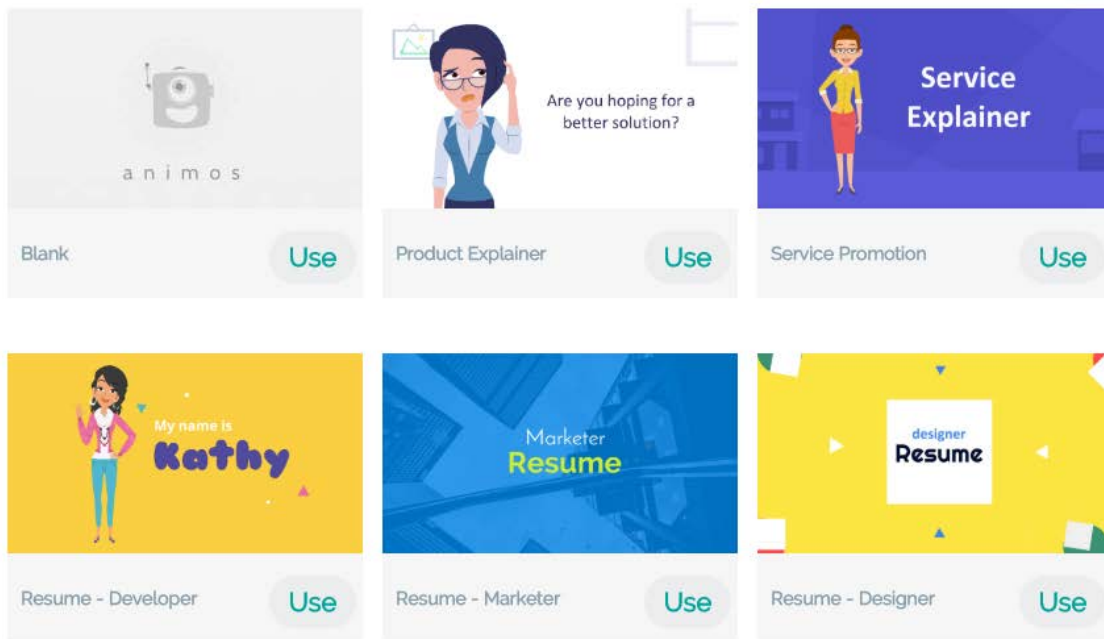 animos
Are you hoping for a
better solution?
Service
Explainer
Blank
Use
Product Explainer
Use
Service Promotion
Use
My name is
Kathy
Marketer
Resume
designer
Resume
Resume - Developer
Use
Resume - Marketer
Use
Resume - Designer
Use